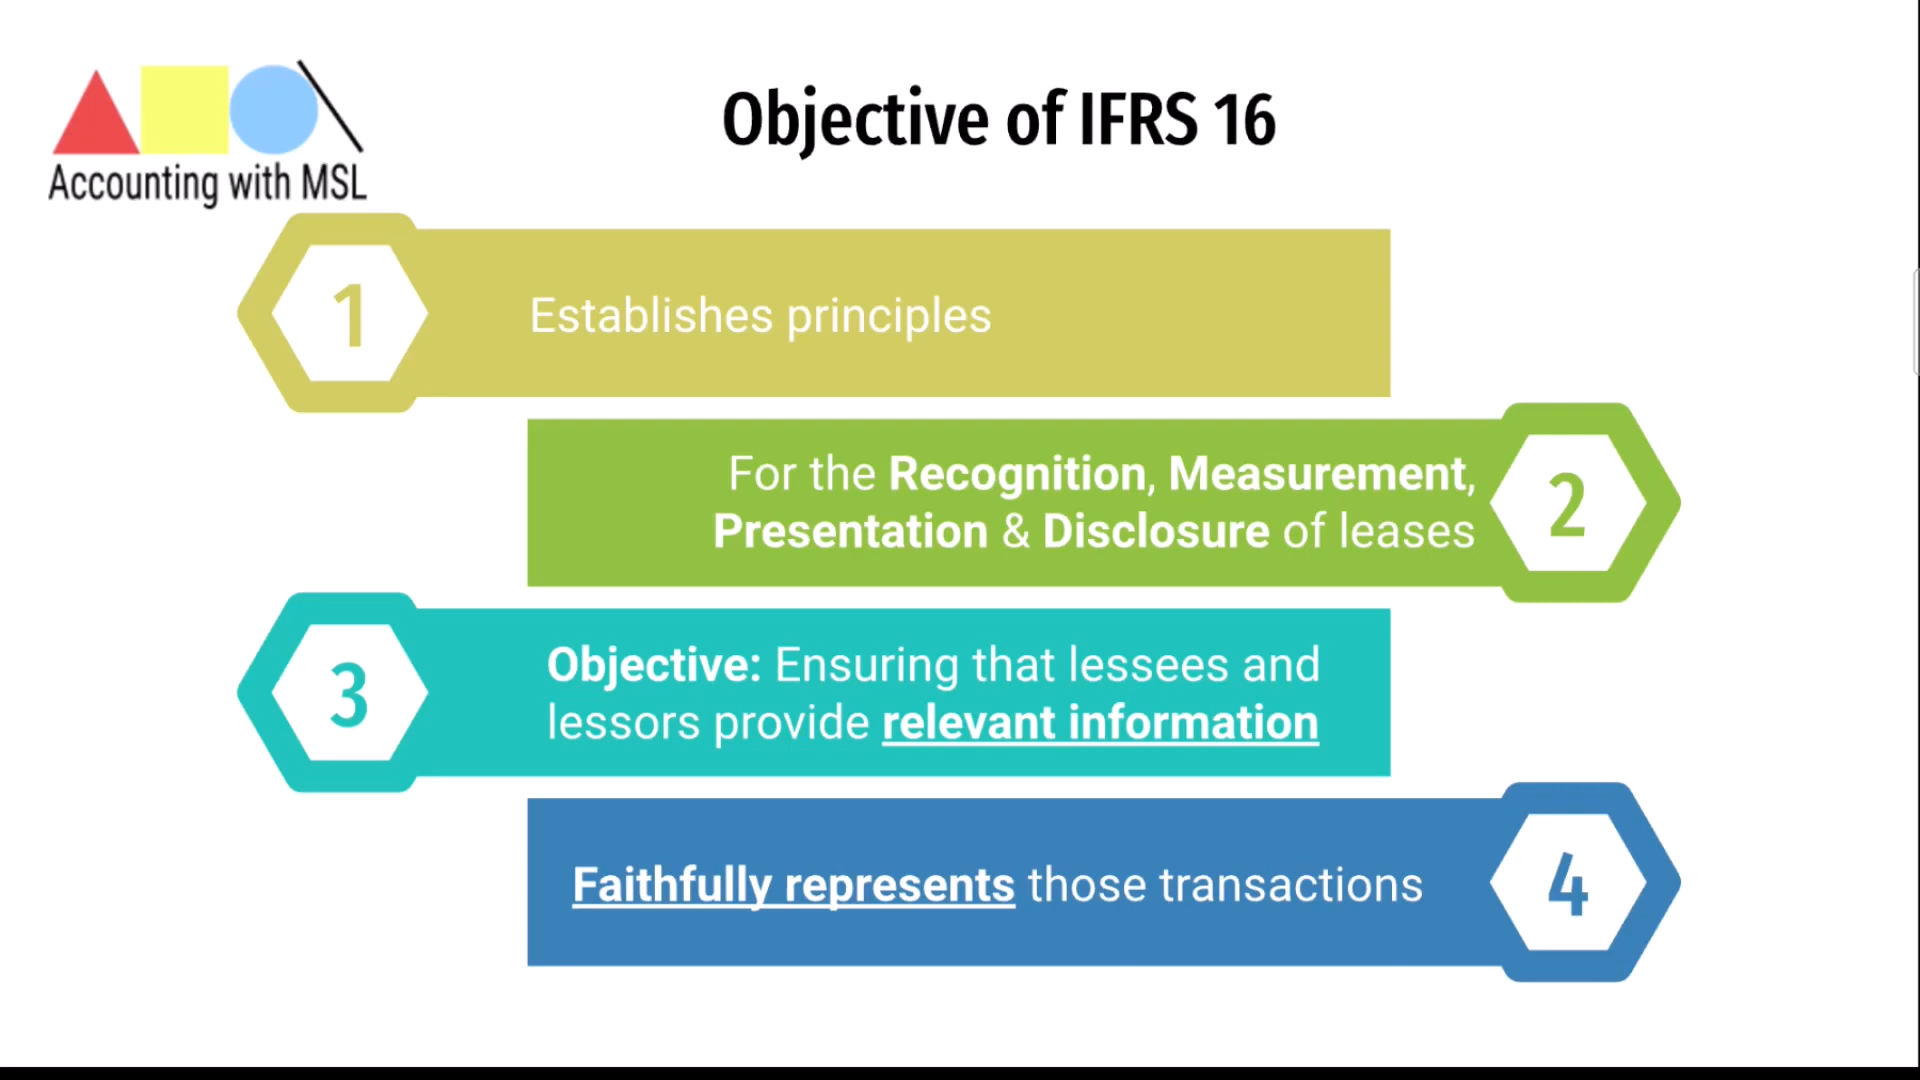 Accounting with MSL
Objective of IFRS 16
1
Establishes principles
For the Recognition, Measurement,
Presentation & Disclosure of leases
2
3
Objective: Ensuring that lessees and
lessors provide relevant information
Faithfully represents those transactions
4